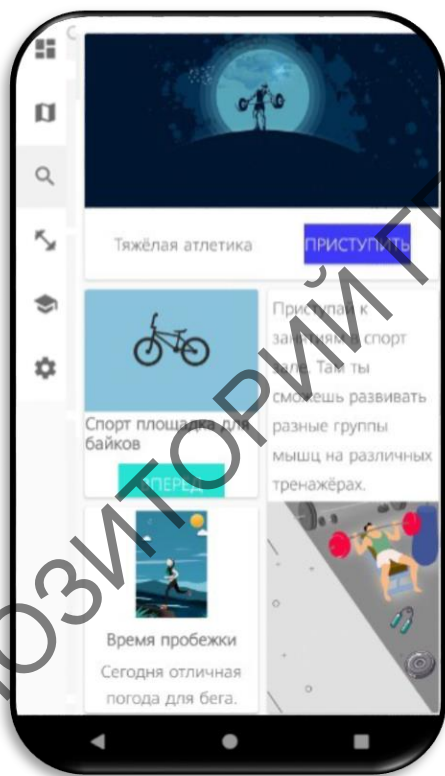 Тяжёлая атлетика
ПРИСТУПИТЬ
Спорт площадка для
байков
ВПЕРЕД
Приступай к
занятиям в спорт
зале. Там ты
сможешь развивать
разные группы
мышц на различных
тренажёрах.
Время пробежки
Сегодня отличная
погода для бега.